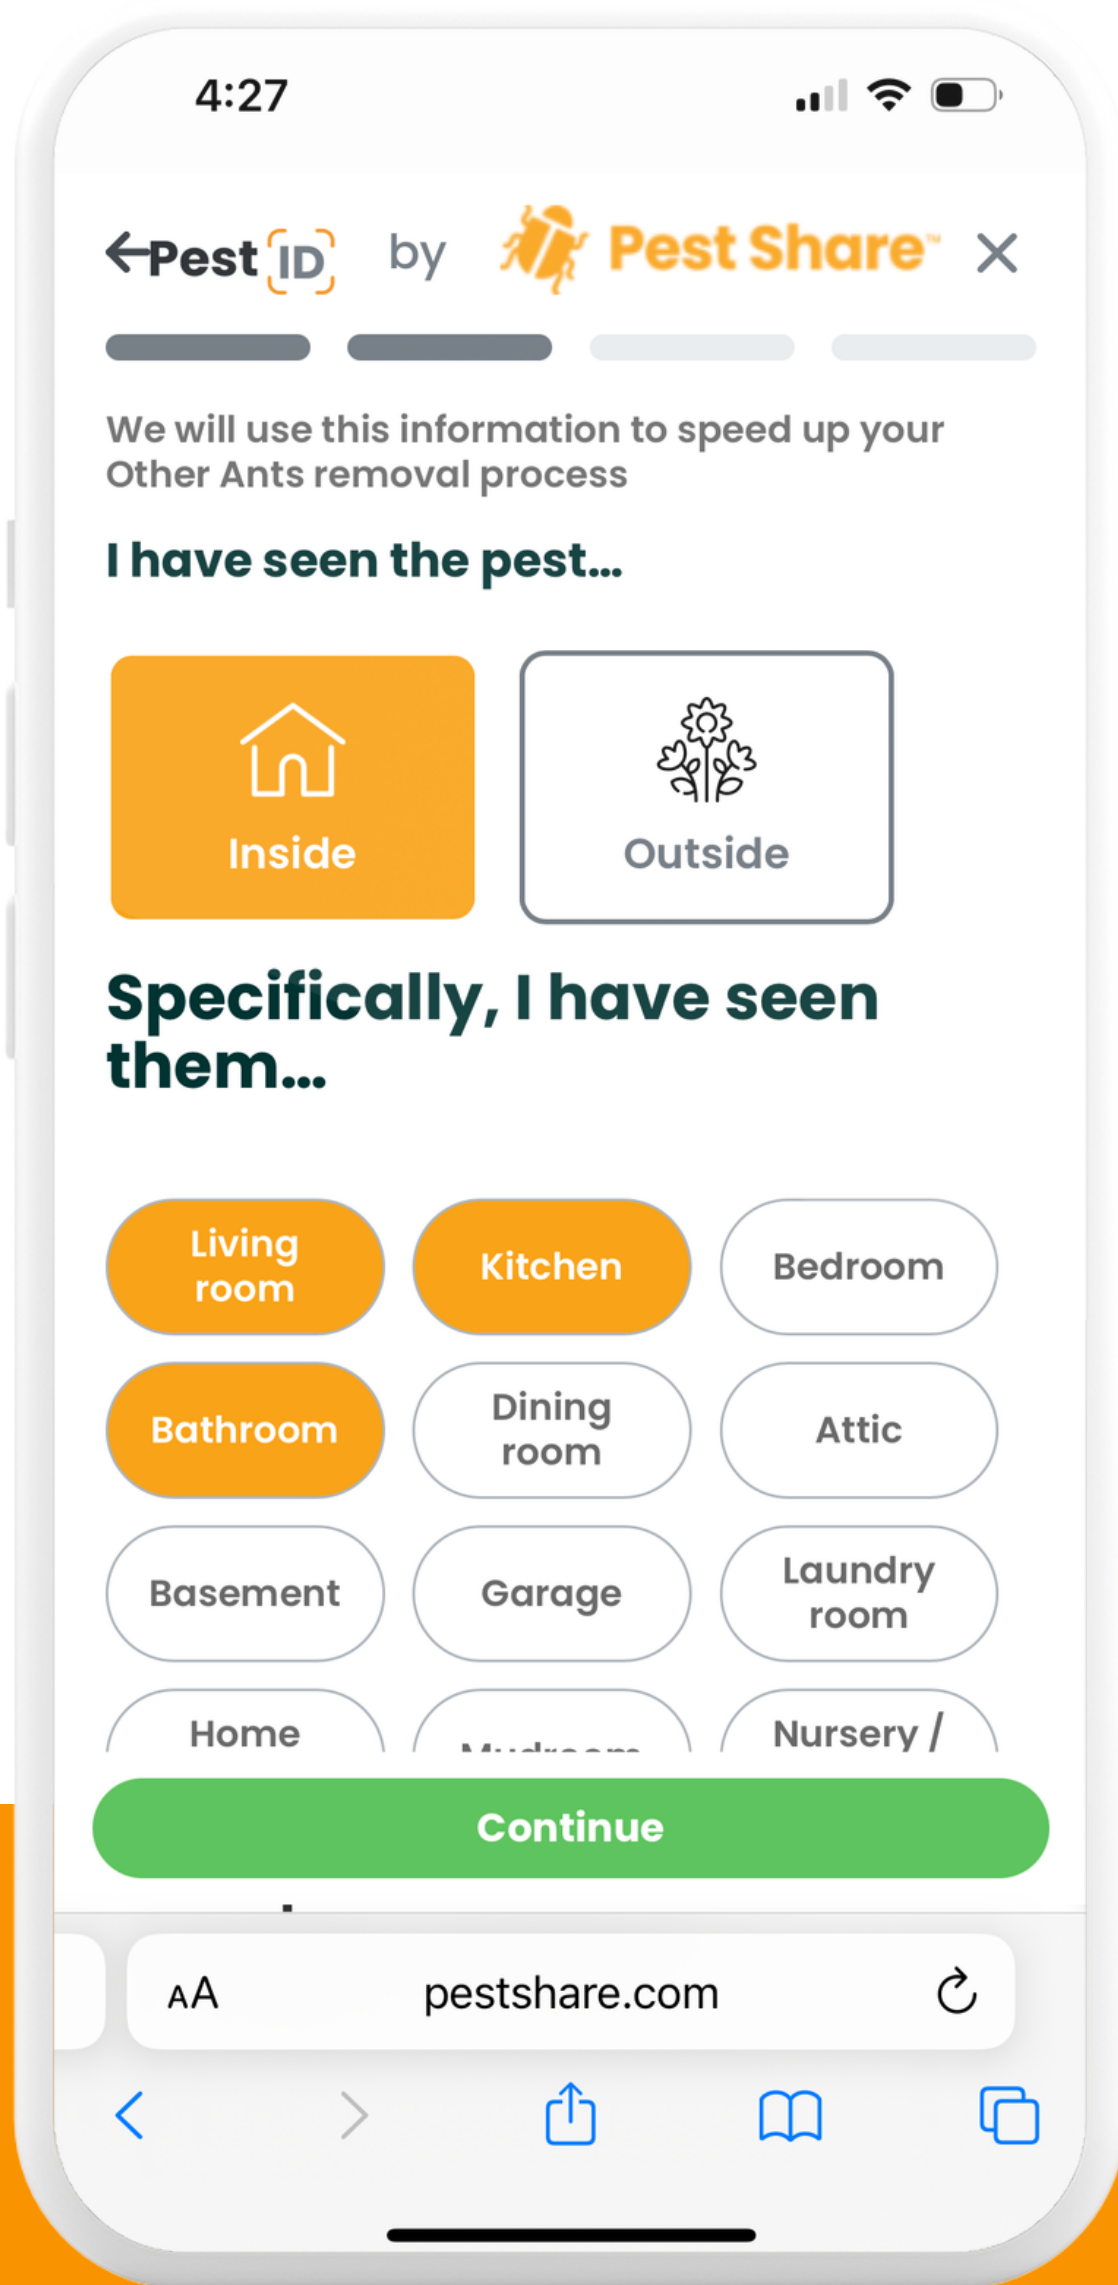 4:27
Pest ID by Pest Share™
We will use this information to speed up your
Other Ants removal process
I have seen the pest...
Inside
Outside
Specifically, I have seen
them...
Living
room
Kitchen
Bedroom
Bathroom
Dining
room
Attic
Basement
Garage
Laundry
room
Home
Mudroom
Nursery /
Continue
AA
pestshare.com